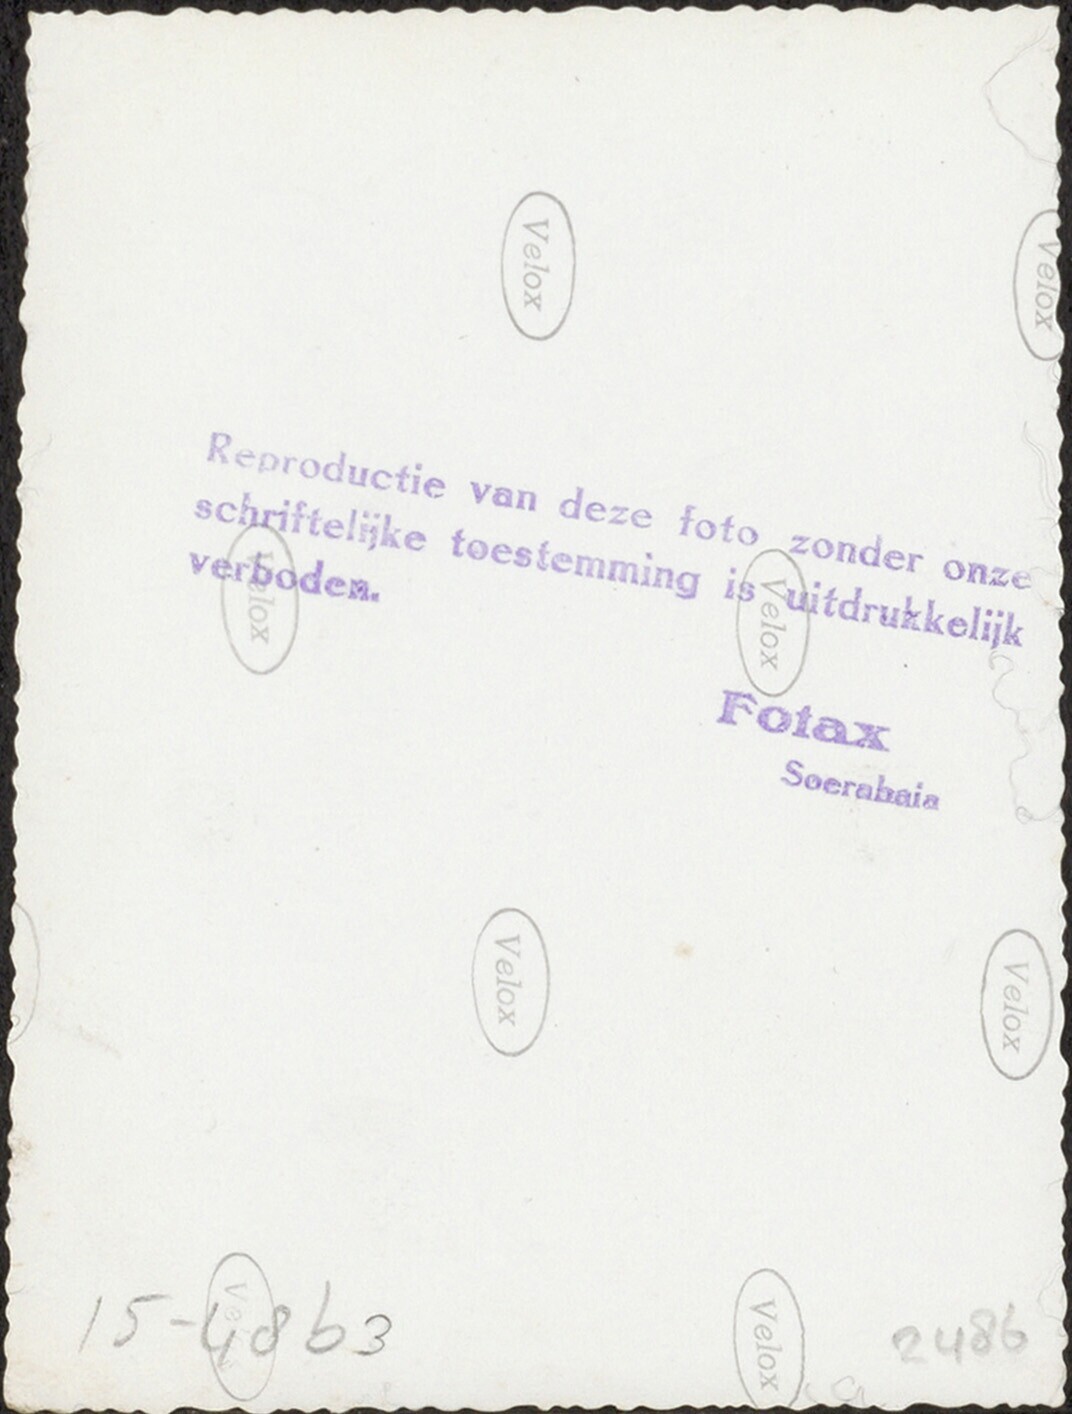 Velox
Velox
Reproductie van deze foto zonder onze
schriftelijke toestemming is uitdrukkelijk
verboden.
Velox
Velox
Fotax
Soerabaia
Velox
Velox
Velox
15-48b3
2486